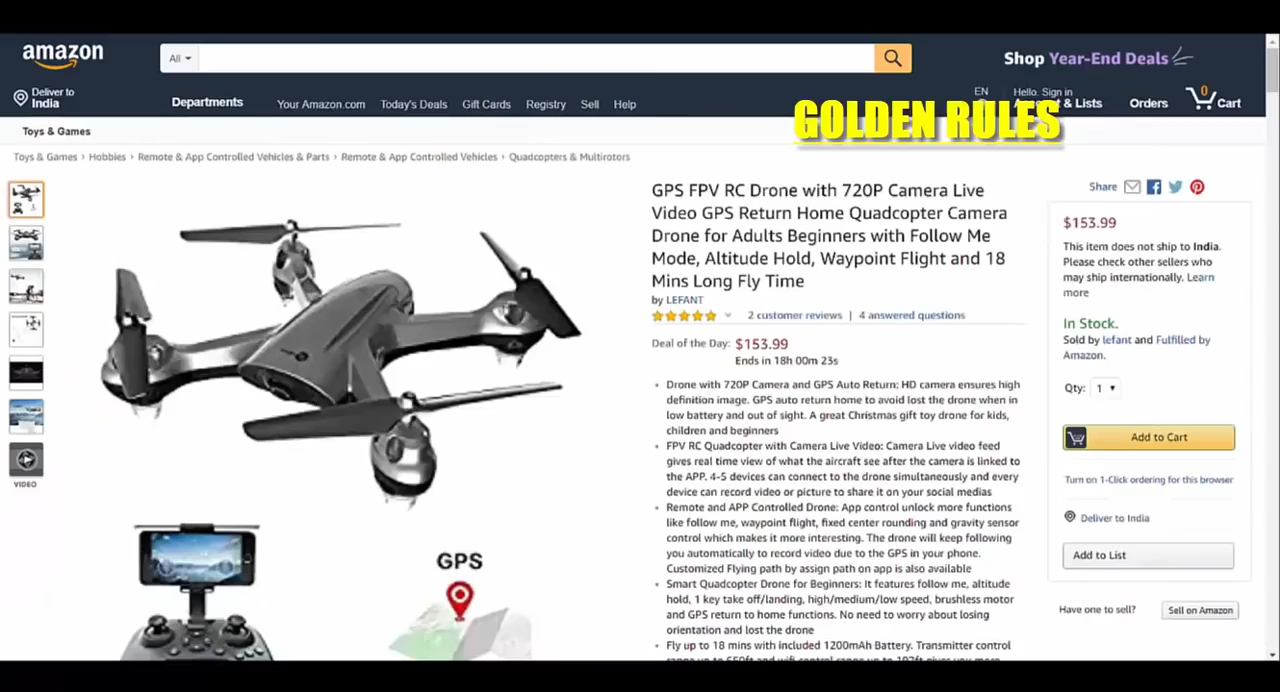 amazon
All
Shop Year-End Deals
Deliver to
India
Departments
Your Amazon.com
Today's Deals
Gift Cards
Registry
Sell
Help
EN
Hello. Sign in
& Lists
Orders
0
Cart
GOLDEN RULES
Toys & Games
Toys & Games › Hobbies › Remote & App Controlled Vehicles & Parts › Remote & App Controlled Vehicles › Quadcopters & Multirotors
VIDEO
GPS
GPS FPV RC Drone with 720P Camera Live
Video GPS Return Home Quadcopter Camera
Drone for Adults Beginners with Follow Me
Mode, Altitude Hold, Waypoint Flight and 18
Mins Long Fly Time
by LEFANT
2 customer reviews | 4 answered questions
Deal of the Day: $153.99
Ends in 18h 00m 23s
• Drone with 720P Camera and GPS Auto Return: HD camera ensures high
definition image. GPS auto return home to avoid lost the drone when in
low battery and out of sight. A great Christmas gift toy drone for kids,
children and beginners
• FPV RC Quadcopter with Camera Live Video: Camera Live video feed
gives real time view of what the aircraft see after the camera is linked to
the APP. 4-5 devices can connect to the drone simultaneously and every
device can record video or picture to share it on your social medias
• Remote and APP Controlled Drone: App control unlock more functions
like follow me, waypoint flight, fixed center rounding and gravity sensor
control which makes it more interesting. The drone will keep following
you automatically to record video due to the GPS in your phone.
Customized Flying path by assign path on app is also available
• Smart Quadcopter Drone for Beginners: It features follow me, altitude
hold, 1 key take off/landing, high/medium/low speed, brushless motor
and GPS return to home functions. No need to worry about losing
orientation and lost the drone
• Fly up to 18 mins with included 1200mAh Battery. Transmitter control
Share
$153.99
This item does not ship to India.
Please check other sellers who
may ship internationally. Learn
more
In Stock.
Sold by lefant and Fulfilled by
Amazon.
Qty: 1
Add to Cart
Turn on 1-Click ordering for this browser
Deliver to India
Add to List
Have one to sell?
Sell on Amazon